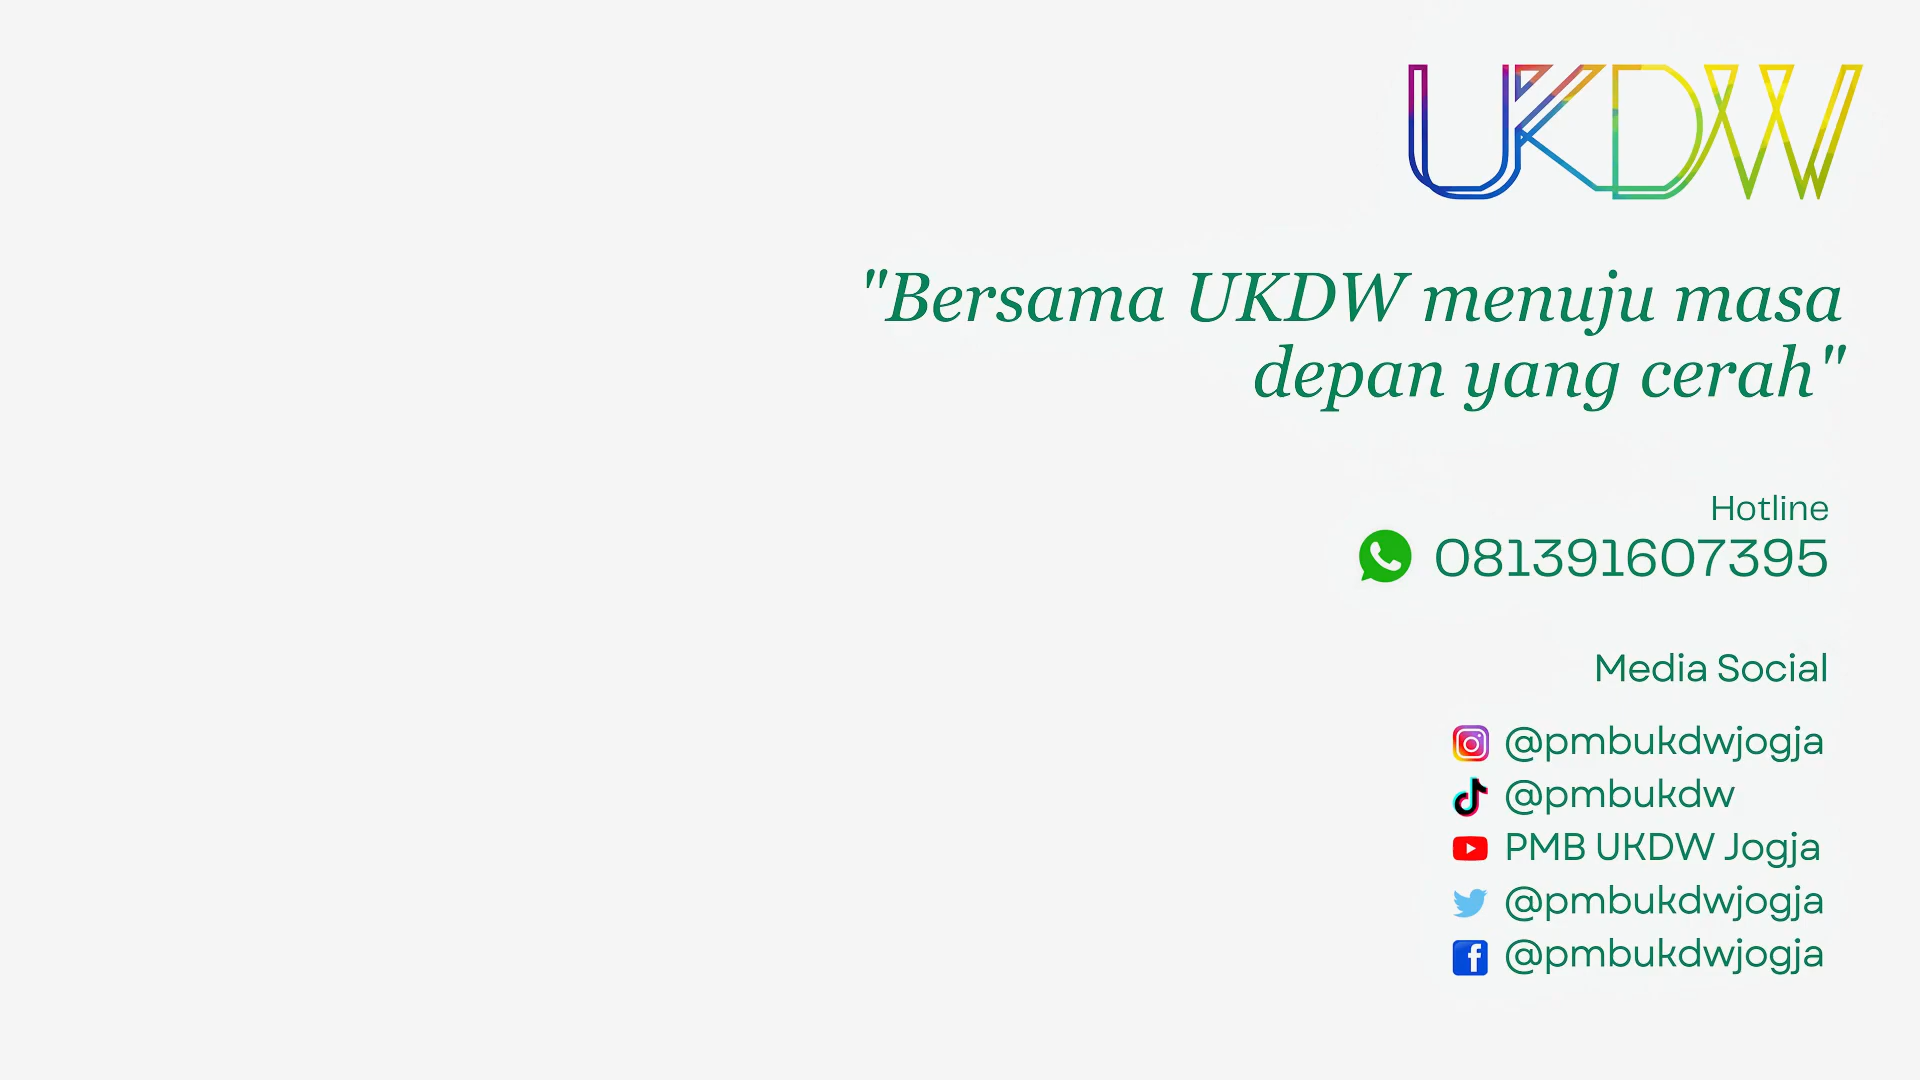 UKDW
"Bersama UKDW menuju masa
depan yang cerah"
Hotline
081391607395
Media Social
@pmbukdwjogja
@pmbukdw
PMB UKDW Jogja
@pmbukdwjogja
@pmbukdwjogja